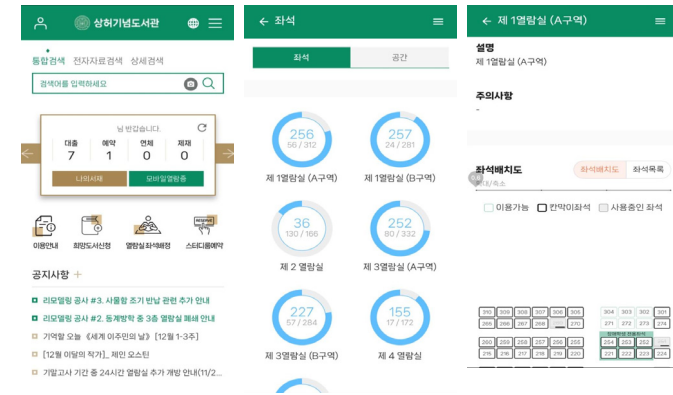 상허기념도서관
통합검색 전자자료검색 상세검색
검색어를 입력하세요
님 반갑습니다.
대출 예약 연체 제재
7 1 0 0
나의서재 모바일열람증
이용안내 희망도서신청 열람실좌석배정 스터디룸예약
공지사항 +
리모델링 공사 #3. 사물함 조기 반납 관련 추가 안내
리모델링 공사 #2. 동계방학 중 3층 열람실 폐쇄 안내
기억할 오늘 《세계 이주민의 날》 [12월 1-3주]
[12월 이달의 작가]_ 제인 오스틴
기말고사 기간 중 24시간 열람실 추가 개방 안내(11/2...
← 좌석
좌석 공간
256
56 / 312
제 1열람실 (A구역)
257
24 / 281
제 1열람실 (B구역)
36
130 / 166
제 2 열람실
252
80 / 332
제 3열람실 (A구역)
227
57 / 284
제 3열람실 (B구역)
155
17 / 172
제 4 열람실
← 제 1열람실 (A구역)
설명
제 1열람실 (A구역)
주의사항
-
좌석배치도 좌석배치도 좌석목록
이용가능 칸막이좌석 사용중인 좌석
310 309 308 307 306 305 304 303 302 301
265 266 267 268 270 271 272 273 274
장애학생 전용좌석
260 259 258 257 256 255 254 253 252
215 216 217 218 219 220 221 222 223 224